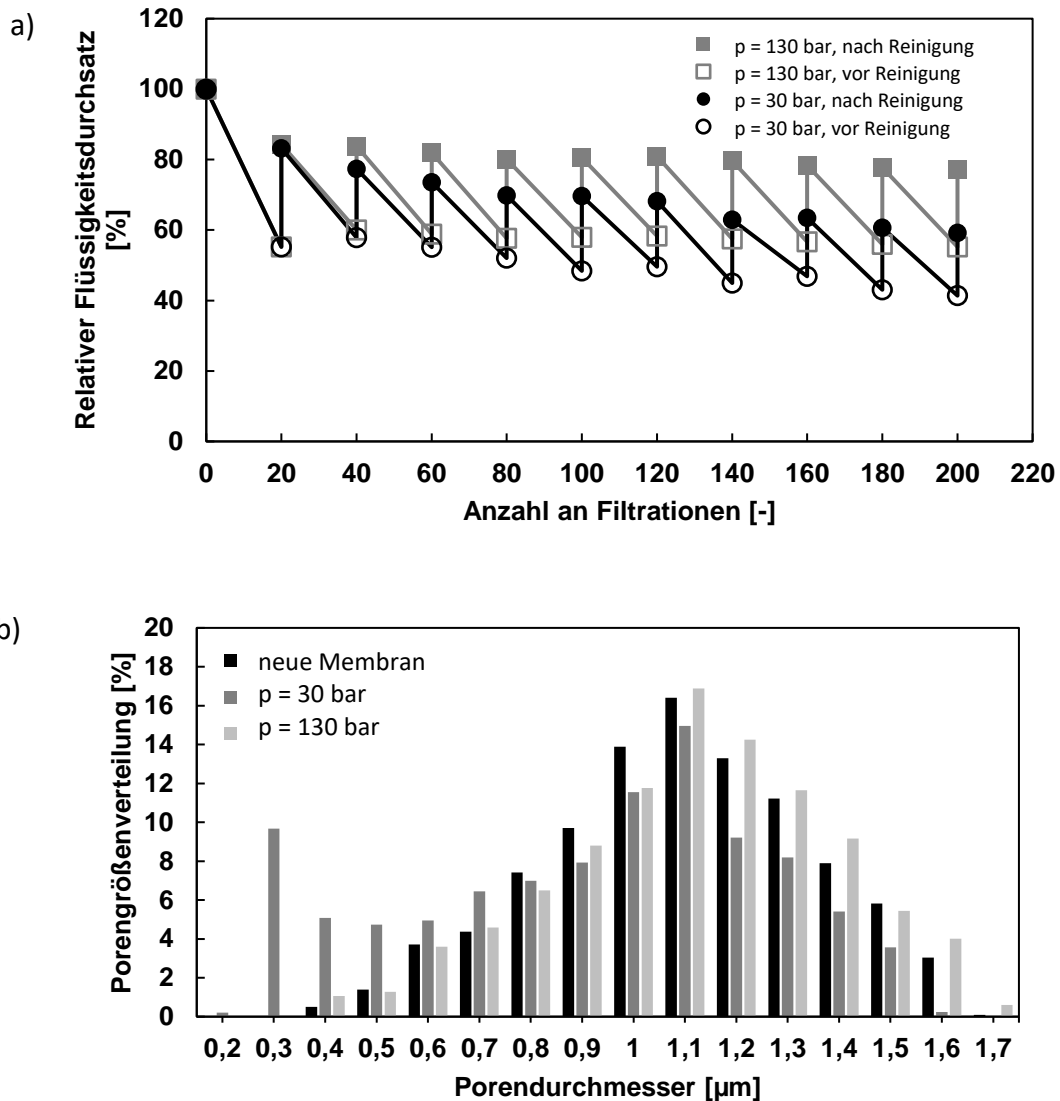 a)
120
100
80
60
40
20
0
Relativer Flüssigkeitsdurchsatz
[%]
p = 130 bar, nach Reinigung
p = 130 bar, vor Reinigung
p = 30 bar, nach Reinigung
p = 30 bar, vor Reinigung
0 20 40 60 80 100 120 140 160 180 200 220
Anzahl an Filtrationen [-]
b)
20
18
16
14
12
10
8
6
4
2
0
Porengrößenverteilung [%]
neue Membran
p = 30 bar
p = 130 bar
0,2 0,3 0,4 0,5 0,6 0,7 0,8 0,9 1 1,1 1,2 1,3 1,4 1,5 1,6 1,7
Porendurchmesser [µm]